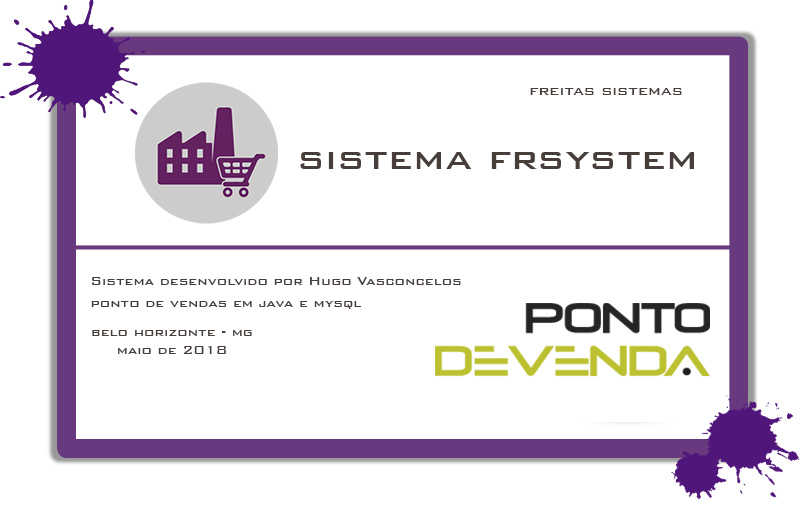 FREITAS SISTEMAS
SISTEMA FRSYSTEM
Sistema desenvolvido por Hugo Vasconcelos
ponto de vendas em java e mysql
belo horizonte - mg
maio de 2018
PONTO
DEVENDA